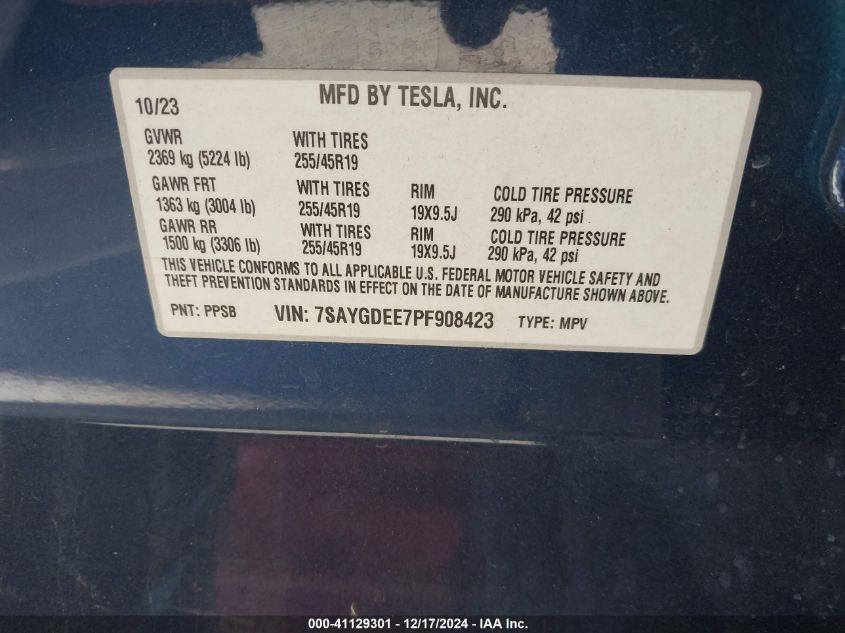 MFD BY TESLA, INC.
10/23
GVWR WITH TIRES
2369 kg (5224 lb) 255/45R19
GAWR FRT WITH TIRES RIM COLD TIRE PRESSURE
1363 kg (3004 lb) 255/45R19 19X9.5J 290 kPa, 42 psi
GAWR RR WITH TIRES RIM COLD TIRE PRESSURE
1500 kg (3306 lb) 255/45R19 19X9.5J 290 kPa, 42 psi
THIS VEHICLE CONFORMS TO ALL APPLICABLE U.S. FEDERAL MOTOR VEHICLE SAFETY AND
THEFT PREVENTION STANDARDS IN EFFECT ON THE DATE OF MANUFACTURE SHOWN ABOVE.
PNT: PPSB VIN: 7SAYGDEE7PF908423 TYPE: MPV
000-41129301 - 12/17/2024 - IAA Inc.